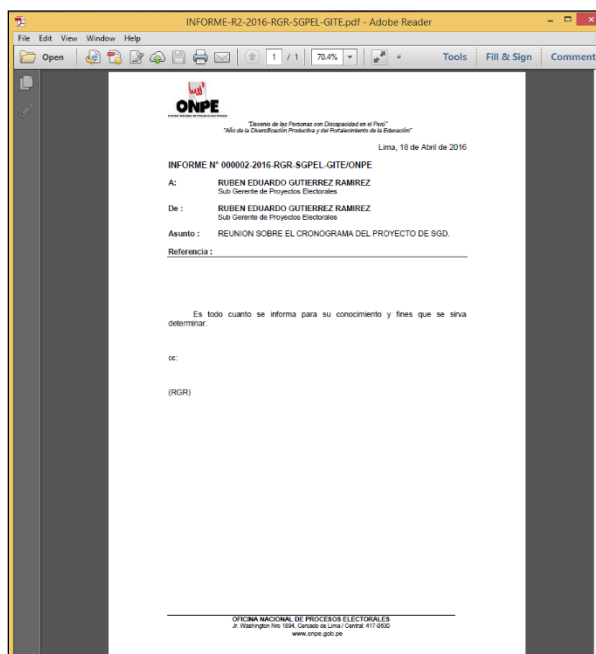 INFORME-R2-2016-RGR-SGPEL-GITE.pdf - Adobe Reader
File Edit View Window Help
Open 1 / 1 70.4% Tools Fill & Sign Comment
ONPE
"Decenio de las Personas con Discapacidad en el Perú"
"Año de la Diversificación Productiva y del Fortalecimiento de la Educación"
Lima, 18 de Abril de 2016
INFORME N° 000002-2016-RGR-SGPEL-GITE/ONPE
A: RUBEN EDUARDO GUTIERREZ RAMIREZ
Sub Gerente de Proyectos Electorales
De : RUBEN EDUARDO GUTIERREZ RAMIREZ
Sub Gerente de Proyectos Electorales
Asunto : REUNION SOBRE EL CRONOGRAMA DEL PROYECTO DE SGD.
Referencia :
Es todo cuanto se informa para su conocimiento y fines que se sirva
determinar.
cc:
(RGR)
OFICINA NACIONAL DE PROCESOS ELECTORALES
Jr. Washington Nro 1894, Cercado de Lima / Central: 417-0630
www.onpe.gob.pe